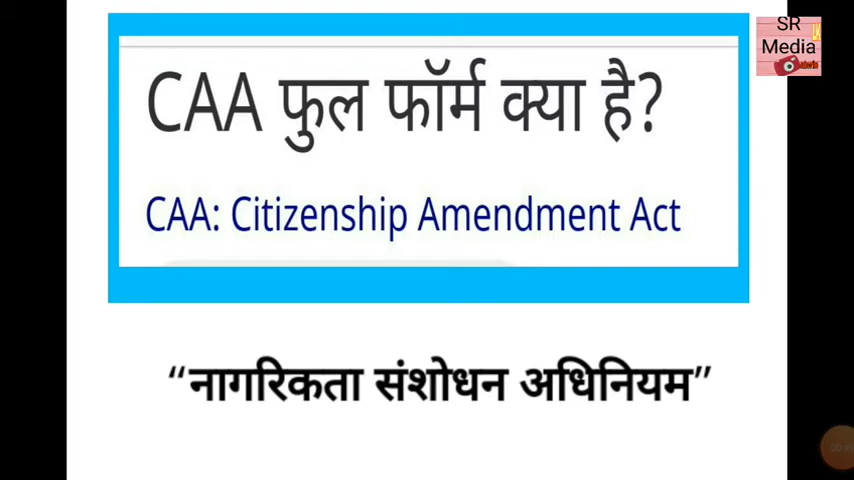 SR
Media
CAA फुल फॉर्म क्या है?
CAA: Citizenship Amendment Act
“नागरिकता संशोधन अधिनियम”